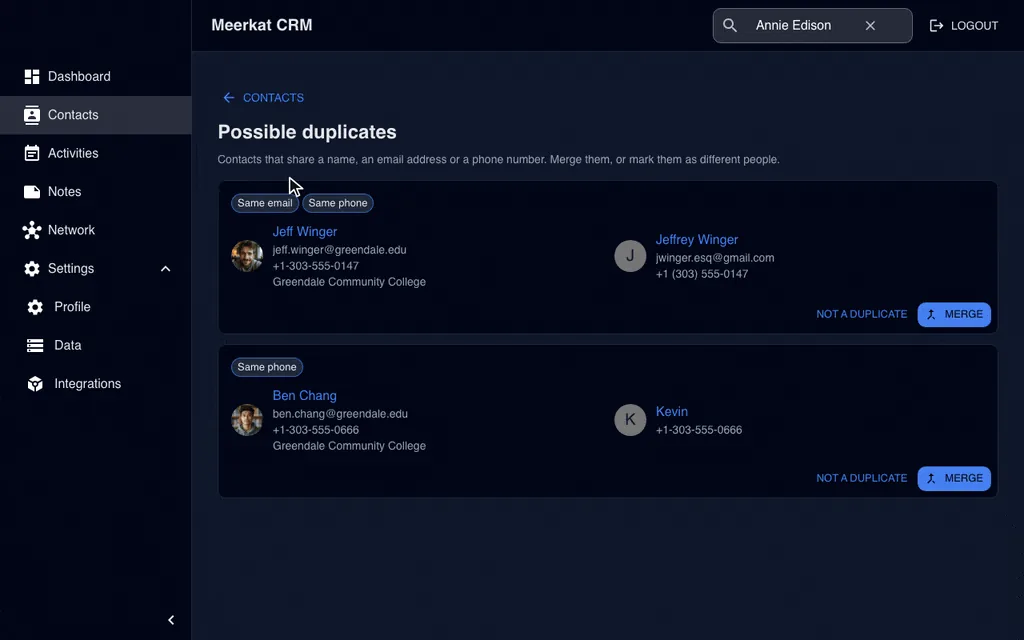 Meerkat CRM
Annie Edison
LOGOUT
Dashboard
Contacts
Activities
Notes
Network
Settings
Profile
Data
Integrations
CONTACTS
Possible duplicates
Contacts that share a name, an email address or a phone number. Merge them, or mark them as different people.
Same email
Same phone
Jeff Winger
jeff.winger@greendale.edu
+1-303-555-0147
Greendale Community College
J
Jeffrey Winger
jwinger.esq@gmail.com
+1 (303) 555-0147
NOT A DUPLICATE
MERGE
Same phone
Ben Chang
ben.chang@greendale.edu
+1-303-555-0666
Greendale Community College
K
Kevin
+1-303-555-0666
NOT A DUPLICATE
MERGE